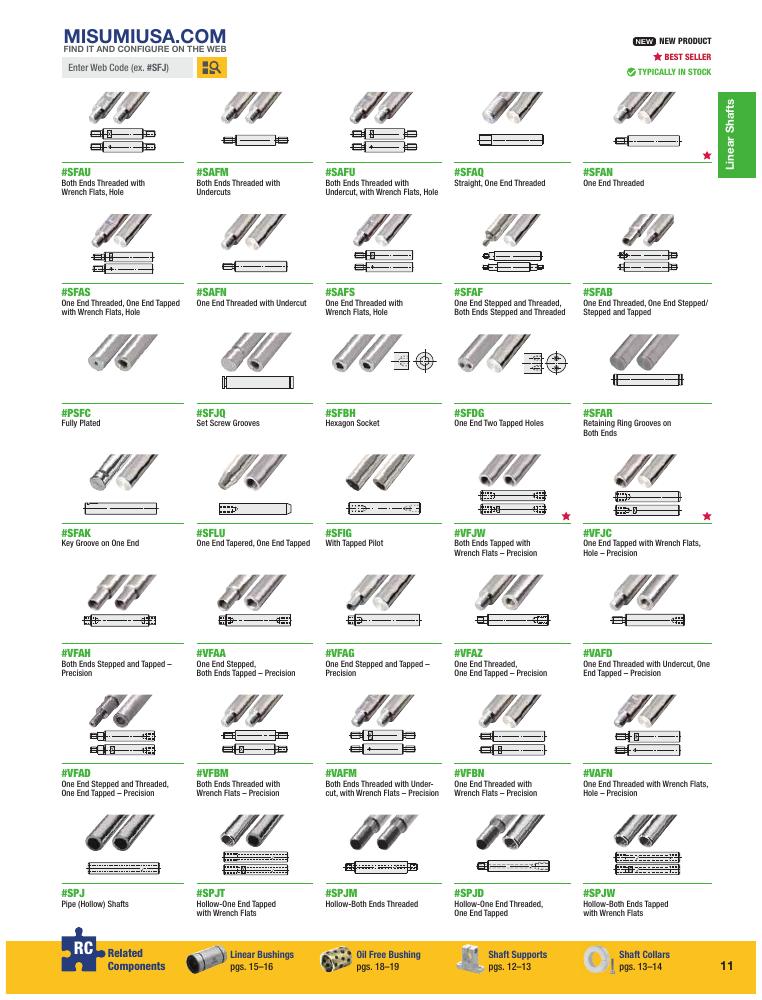 MISUMIUSA.COM
FIND IT AND CONFIGURE ON THE WEB
Enter Web Code (ex. #SFJ)
NEW NEW PRODUCT
BEST SELLER
TYPICALLY IN STOCK
Linear Shafts
#SFAU
Both Ends Threaded with
Wrench Flats, Hole
#SAFM
Both Ends Threaded with
Undercuts
#SAFU
Both Ends Threaded with
Undercut, with Wrench Flats, Hole
#SFAQ
Straight, One End Threaded
#SFAN
One End Threaded
#SFAS
One End Threaded, One End Tapped
with Wrench Flats, Hole
#SAFN
One End Threaded with Undercut
#SAFS
One End Threaded with
Wrench Flats, Hole
#SFAF
One End Stepped and Threaded,
Both Ends Stepped and Threaded
#SFAB
One End Threaded, One End Stepped/
Stepped and Tapped
#PSFC
Fully Plated
#SFJQ
Set Screw Grooves
#SFBH
Hexagon Socket
#SFDG
One End Two Tapped Holes
#SFAR
Retaining Ring Grooves on
Both Ends
#SFAK
Key Groove on One End
#SFLU
One End Tapered, One End Tapped
#SFIG
With Tapped Pilot
#VFJW
Both Ends Tapped with
Wrench Flats – Precision
#VFJC
One End Tapped with Wrench Flats,
Hole – Precision
#VFAH
Both Ends Stepped and Tapped –
Precision
#VFAA
One End Stepped,
Both Ends Tapped – Precision
#VFAG
One End Stepped and Tapped –
Precision
#VFAZ
One End Threaded,
One End Tapped – Precision
#VAFD
One End Threaded with Undercut, One
End Tapped – Precision
#VFAD
One End Stepped and Threaded,
One End Tapped – Precision
#VFBM
Both Ends Threaded with
Wrench Flats – Precision
#VAFM
Both Ends Threaded with Under-
cut, with Wrench Flats – Precision
#VFBN
One End Threaded with
Wrench Flats – Precision
#VAFN
One End Threaded with Wrench Flats,
Hole – Precision
#SPJ
Pipe (Hollow) Shafts
#SPJT
Hollow-One End Tapped
with Wrench Flats
#SPJM
Hollow-Both Ends Threaded
#SPJD
Hollow-One End Threaded,
One End Tapped
#SPJW
Hollow-Both Ends Tapped
with Wrench Flats
RC
Related
Components
Linear Bushings
pgs. 15–16
Oil Free Bushing
pgs. 18–19
Shaft Supports
pgs. 12–13
Shaft Collars
pgs. 13–14
11